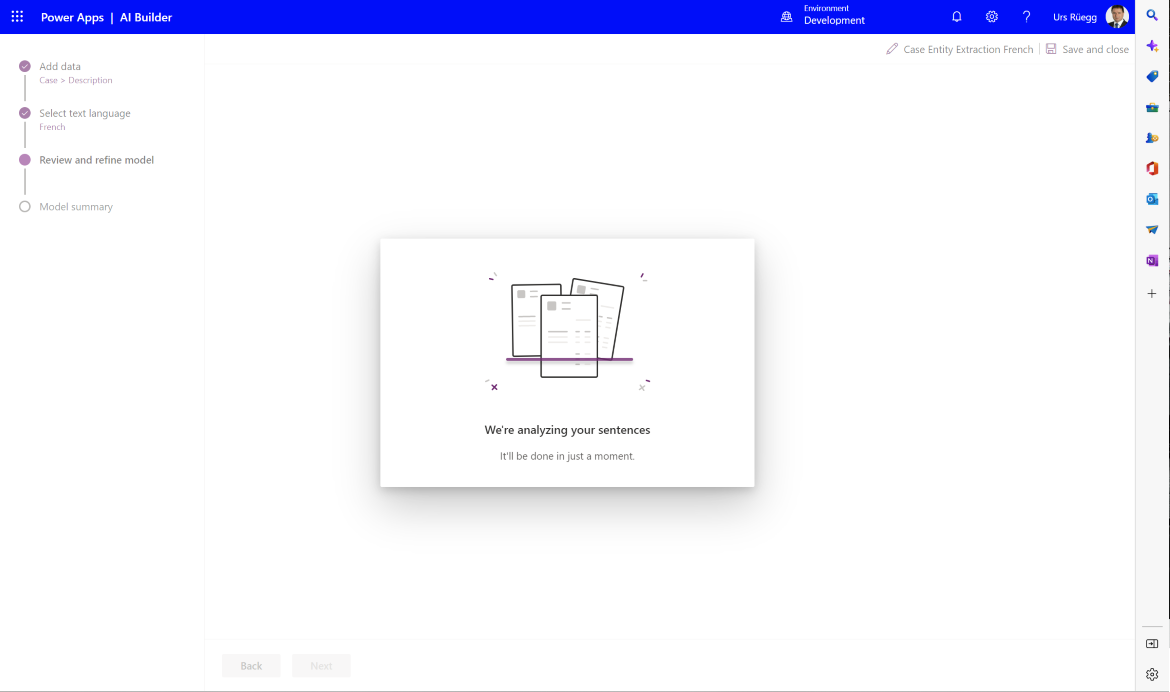 Power Apps | AI Builder
Environment
Development
Urs Rüegg
Case Entity Extraction French
Save and close
Add data
Case > Description
Select text language
French
Review and refine model
Model summary
We're analyzing your sentences
It'll be done in just a moment.
Back
Next